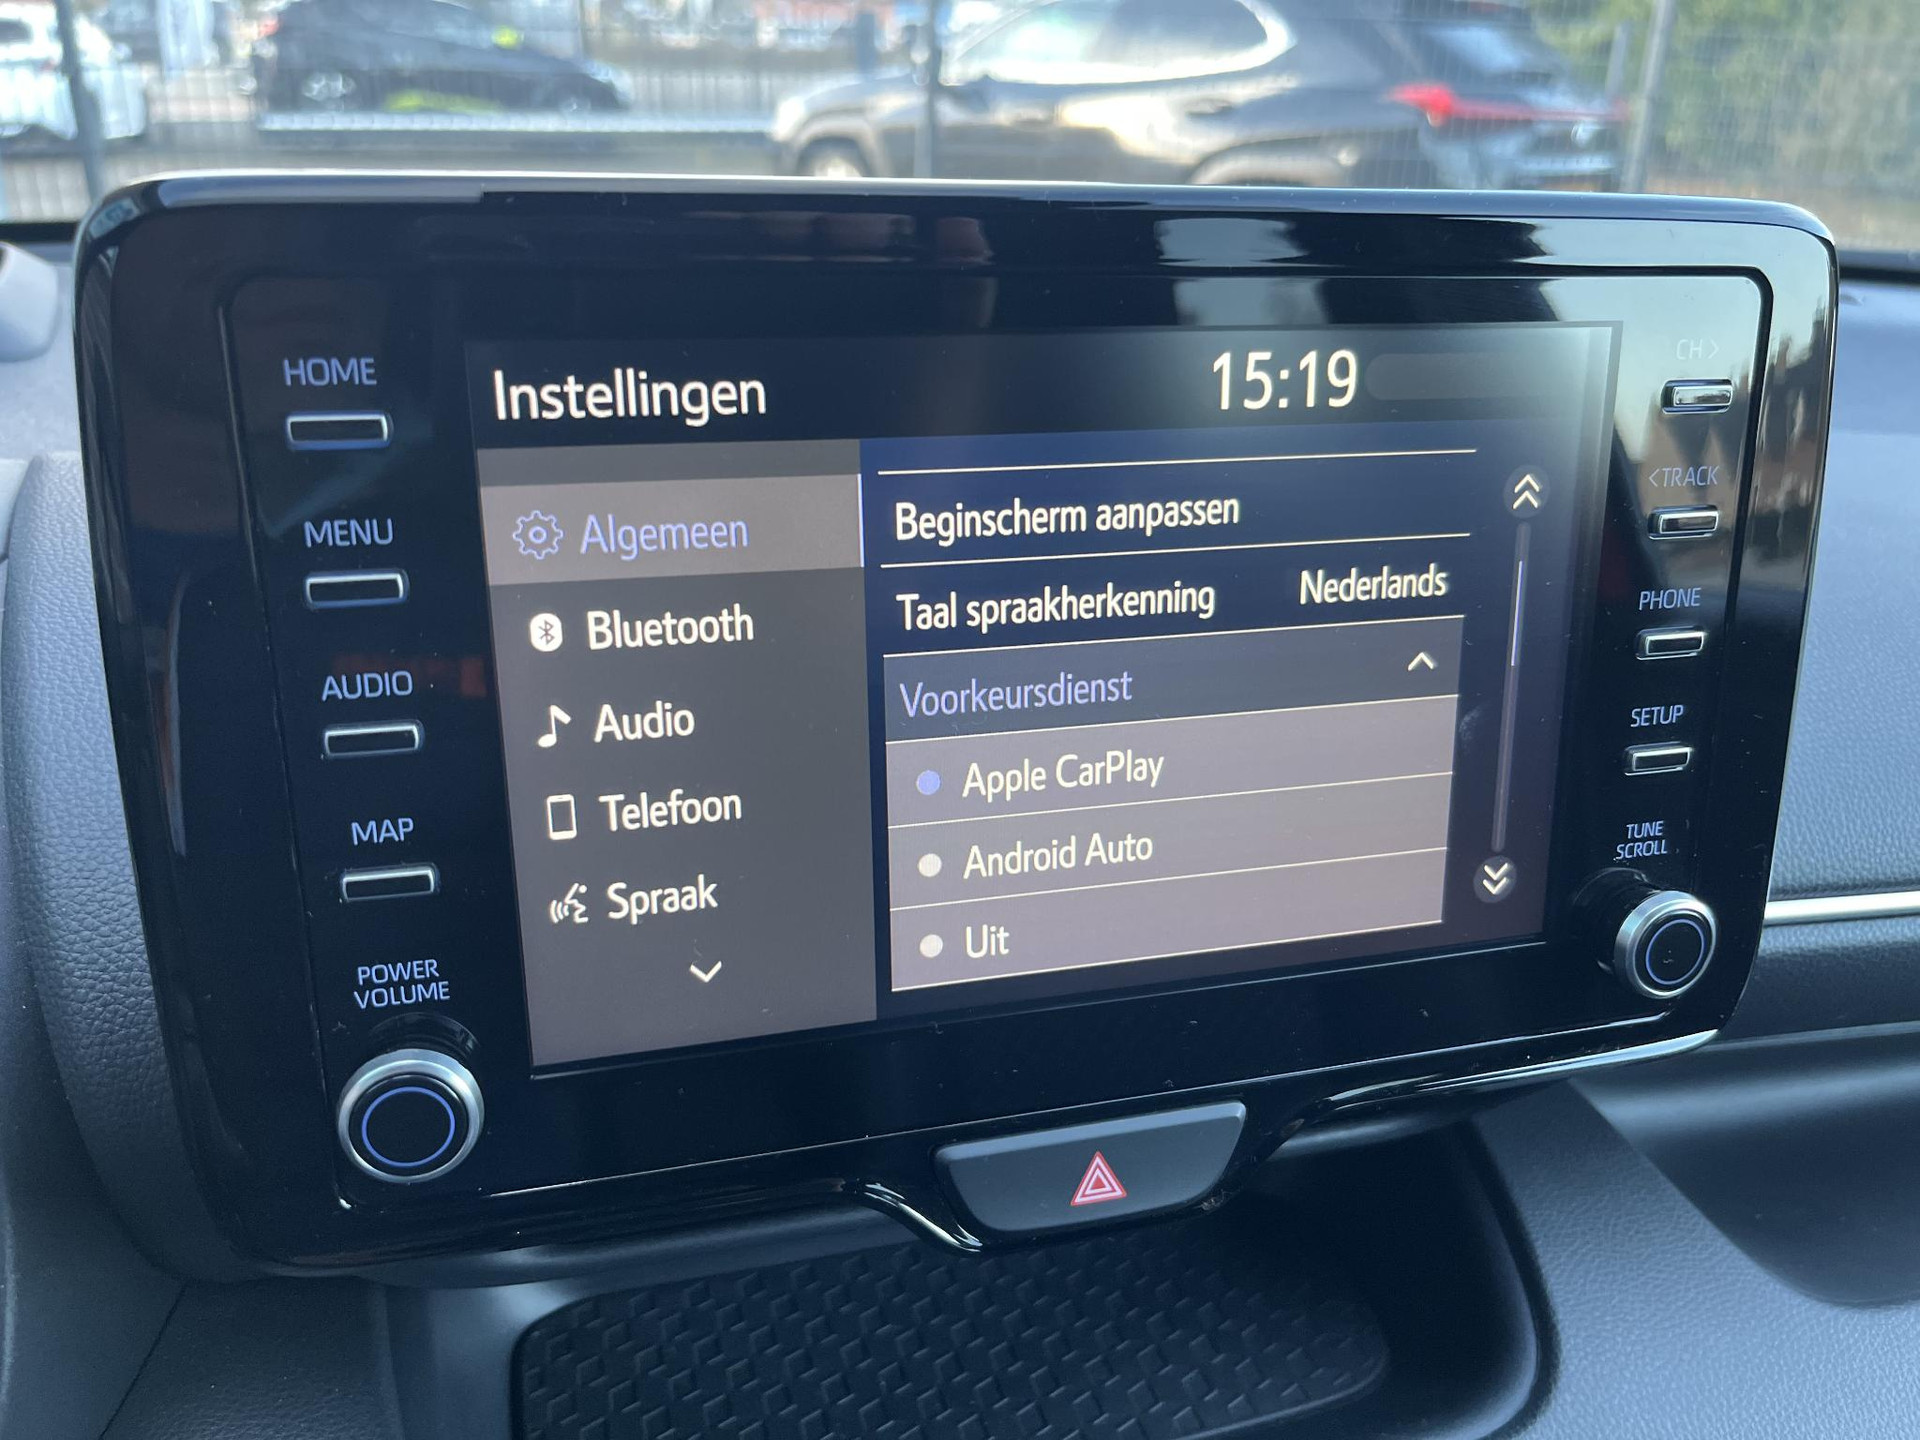 HOME
MENU
AUDIO
MAP
POWER
VOLUME
Instellingen
15:19
Algemeen
Bluetooth
Audio
Telefoon
Spraak
Beginscherm aanpassen
Taal spraakherkenning Nederlands
Voorkeursdienst
Apple CarPlay
Android Auto
Uit
CH>
<TRACK
PHONE
SETUP
TUNE
SCROLL